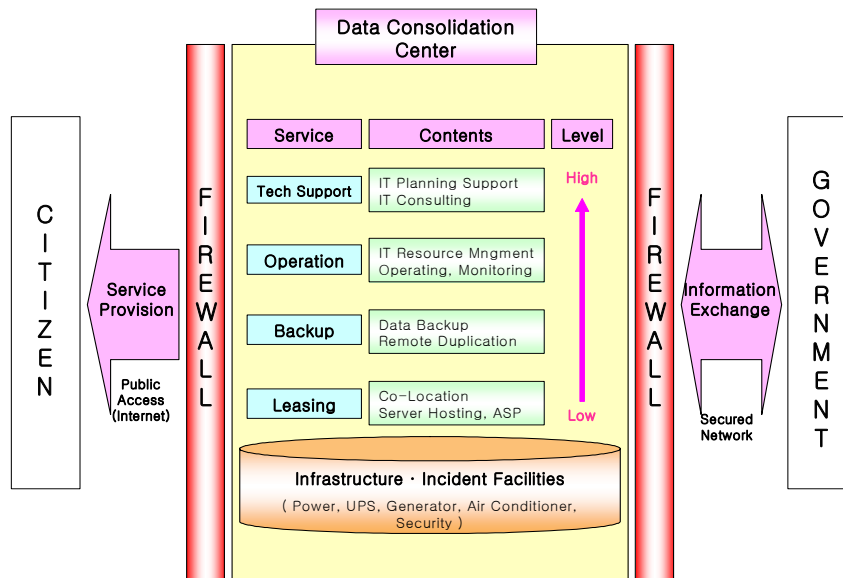 Data Consolidation
Center
Service
Contents
Level
Tech Support
IT Planning Support
IT Consulting
High
Operation
IT Resource Mngment
Operating, Monitoring
Backup
Data Backup
Remote Duplication
Leasing
Co-Location
Server Hosting, ASP
Low
Infrastructure · Incident Facilities
( Power, UPS, Generator, Air Conditioner,
Security )
CITIZEN
Service
Provision
Public
Access
(Internet)
FIREWALL
FIREWALL
Information
Exchange
Secured
Network
GOVERNMENT